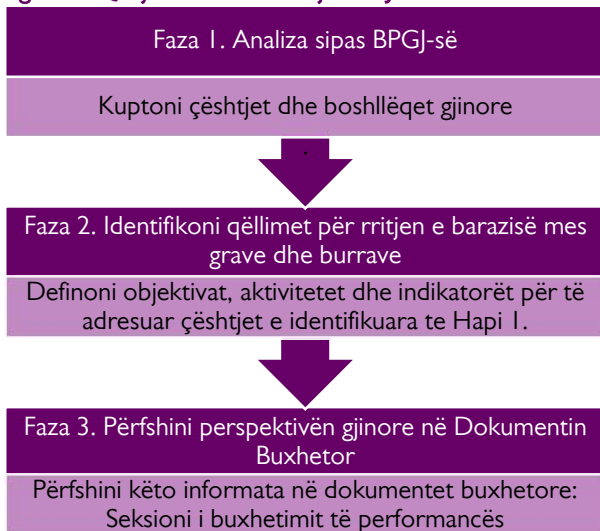 Faza 1. Analiza sipas BPGJ-së
Kuptoni çështjet dhe boshllëqet gjinore
Faza 2. Identifikoni qëllimet për rritjen e barazisë mes
grave dhe burrave
Definoni objektivat, aktivitetet dhe indikatorët për të
adresuar çështjet e identifikuara te Hapi 1.
Faza 3. Përfshini perspektivën gjinore në Dokumentin
Buxhetor
Përfshini këto informata në dokumentet buxhetore:
Seksioni i buxhetimit të performancës